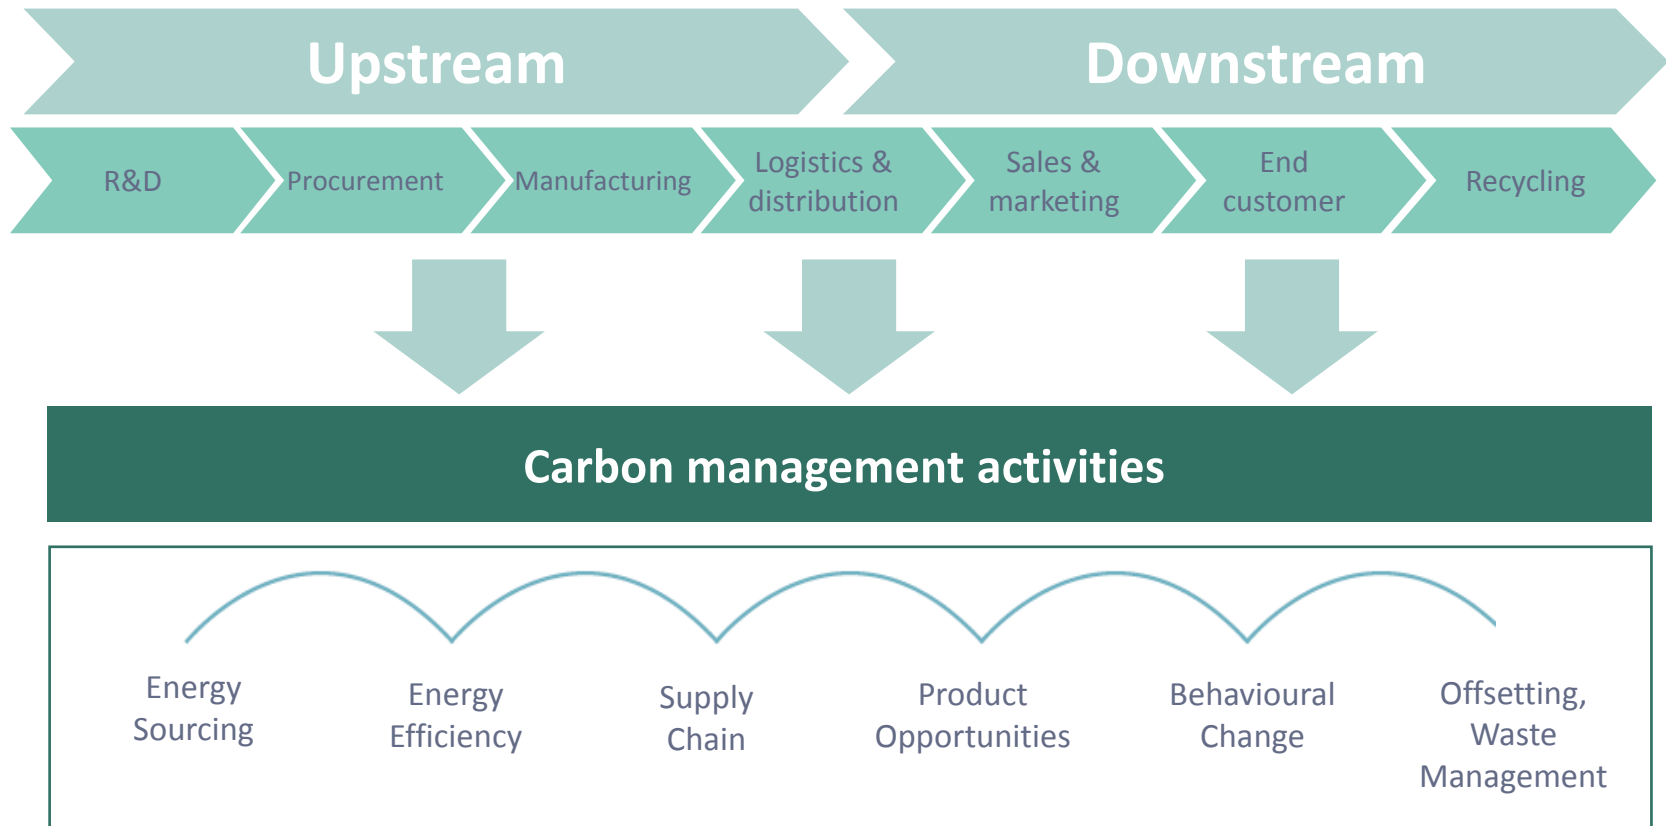 Upstream
Downstream
R&D
Procurement
Manufacturing
Logistics &
distribution
Sales &
marketing
End
customer
Recycling
Carbon management activities
Energy
Sourcing
Energy
Efficiency
Supply
Chain
Product
Opportunities
Behavioural
Change
Offsetting,
Waste
Management